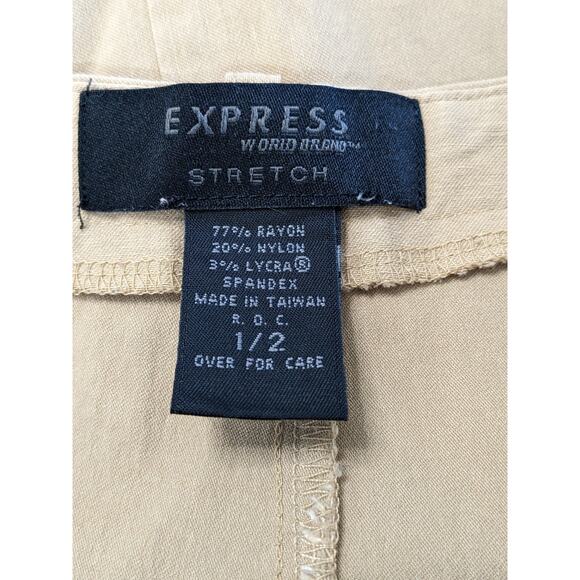 EXPRESS
WORLD BRAND™
STRETCH
77% RAYON
20% NYLON
3% LYCRA®
SPANDEX
MADE IN TAIWAN
R. O. C.
1/2
OVER FOR CARE